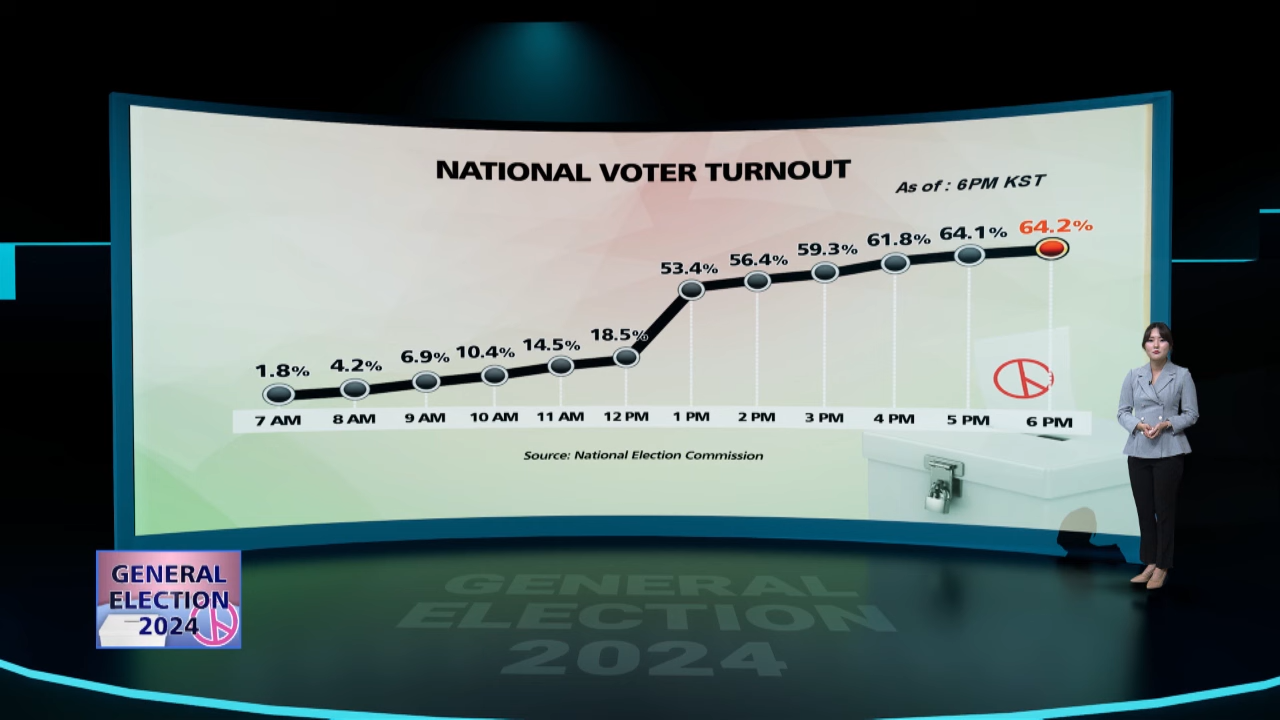 NATIONAL VOTER TURNOUT
As of : 6PM KST
1.8% 4.2% 6.9% 10.4% 14.5% 18.5% 53.4% 56.4% 59.3% 61.8% 64.1% 64.2%
7 AM 8 AM 9 AM 10 AM 11 AM 12 PM 1 PM 2 PM 3 PM 4 PM 5 PM 6 PM
Source: National Election Commission
GENERAL
ELECTION
2024
GENERAL
ELECTION
2024